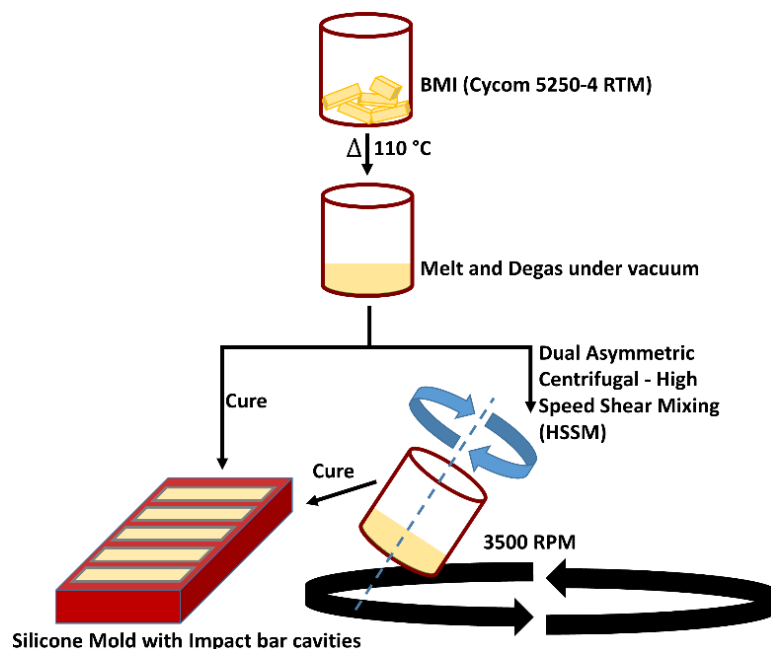 BMI (Cycom 5250-4 RTM)
Δ 110 °C
Melt and Degas under vacuum
Dual Asymmetric
Centrifugal - High
Speed Shear Mixing
(HSSM)
Cure
Cure
3500 RPM
Silicone Mold with Impact bar cavities